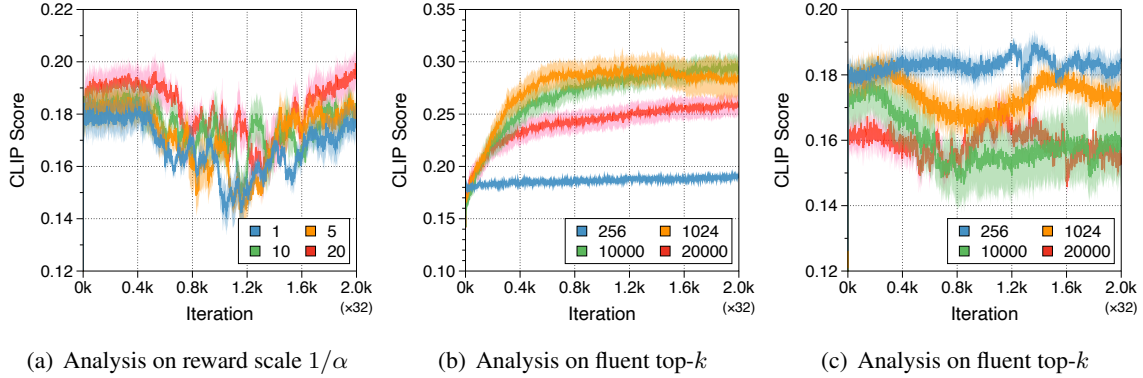 CLIP Score
0.22
0.20
0.18
0.16
0.14
0.12
0k
0.4k
0.8k
1.2k
1.6k
2.0k
Iteration
(×32)
1
5
10
20
(a) Analysis on reward scale 1/α
CLIP Score
0.35
0.30
0.25
0.20
0.15
0.10
0k
0.4k
0.8k
1.2k
1.6k
2.0k
Iteration
(×32)
256
1024
10000
20000
(b) Analysis on fluent top-k
CLIP Score
0.20
0.18
0.16
0.14
0.12
0k
0.4k
0.8k
1.2k
1.6k
2.0k
Iteration
(×32)
256
1024
10000
20000
(c) Analysis on fluent top-k